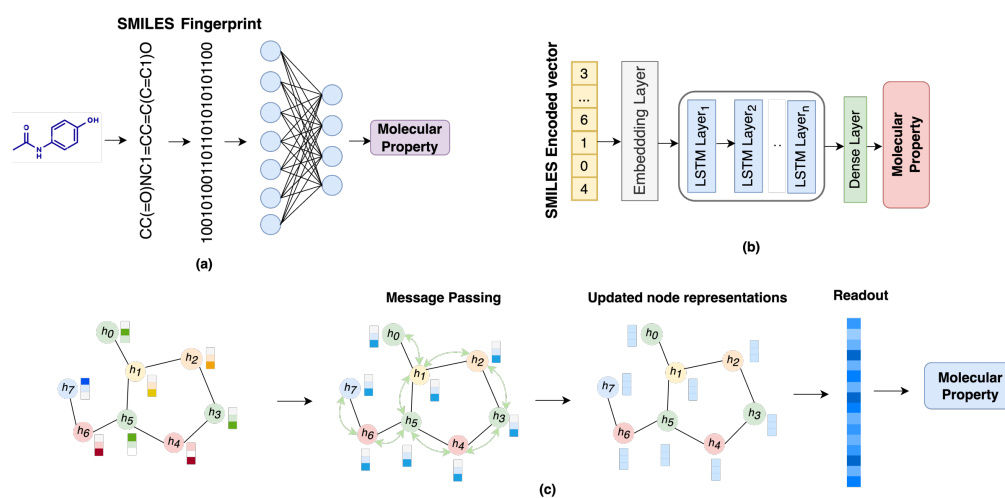 SMILES Fingerprint
O
N
H
OH
CC(=O)NC1=CC=C(C=C1)O
1001010100110110101010101100
Molecular
Property
(a)
SMILES Encoded vector
3
...
6
1
0
4
Embedding Layer
LSTM Layer1
LSTM Layer2
. .
LSTM Layern
Dense Layer
Molecular
Property
(b)
Message Passing
Updated node representations
Readout
h0
h1
h2
h7
h5
h3
h6
h4
h0
h1
h2
h7
h5
h3
h6
h4
h0
h1
h2
h7
h5
h3
h6
h4
Molecular
Property
(c)